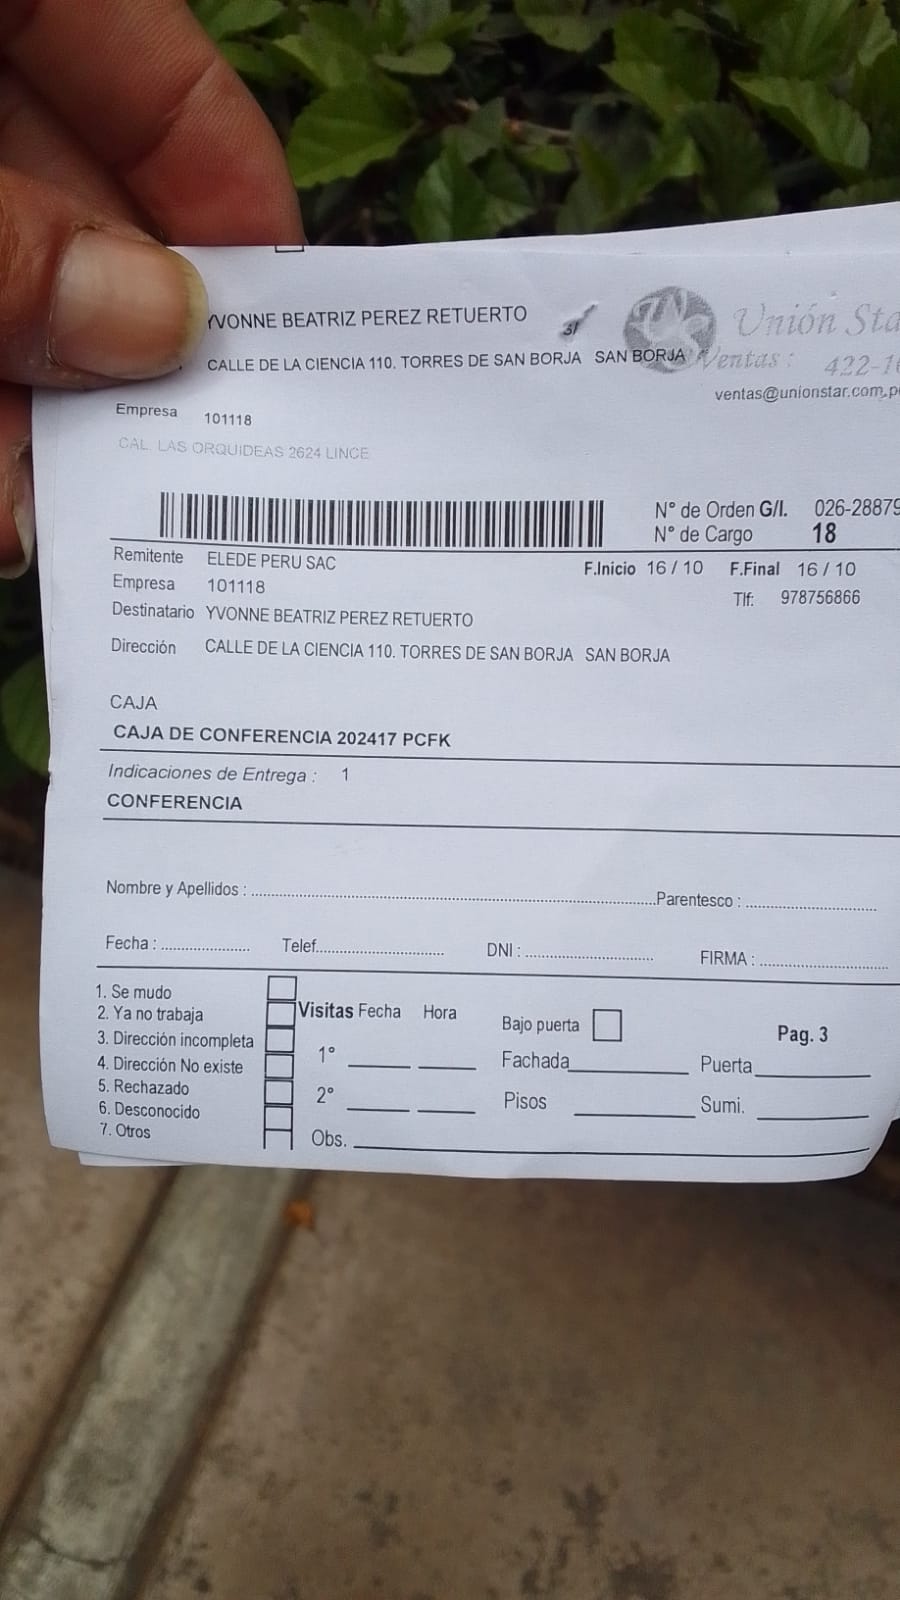 YVONNE BEATRIZ PEREZ RETUERTO
Unión Sta
CALLE DE LA CIENCIA 110. TORRES DE SAN BORJA SAN BORJA
Ventas : 422-1
ventas@unionstar.com.p
Empresa 101118
CAL. LAS ORQUIDEAS 2624 LINCE
N° de Orden G/I. 026-28879
N° de Cargo 18
Remitente ELEDE PERU SAC
F.Inicio 16 / 10 F.Final 16 / 10
Empresa 101118
Tlf: 978756866
Destinatario YVONNE BEATRIZ PEREZ RETUERTO
Dirección CALLE DE LA CIENCIA 110. TORRES DE SAN BORJA SAN BORJA
CAJA
CAJA DE CONFERENCIA 202417 PCFK
Indicaciones de Entrega : 1
CONFERENCIA
Nombre y Apellidos : Parentesco :
Fecha : Telef. DNI : FIRMA :
1. Se mudo
2. Ya no trabaja
3. Dirección incompleta
4. Dirección No existe
5. Rechazado
6. Desconocido
7. Otros
Visitas Fecha Hora
1°
2°
Obs.
Bajo puerta
Pag. 3
Fachada Puerta
Pisos Sumi.